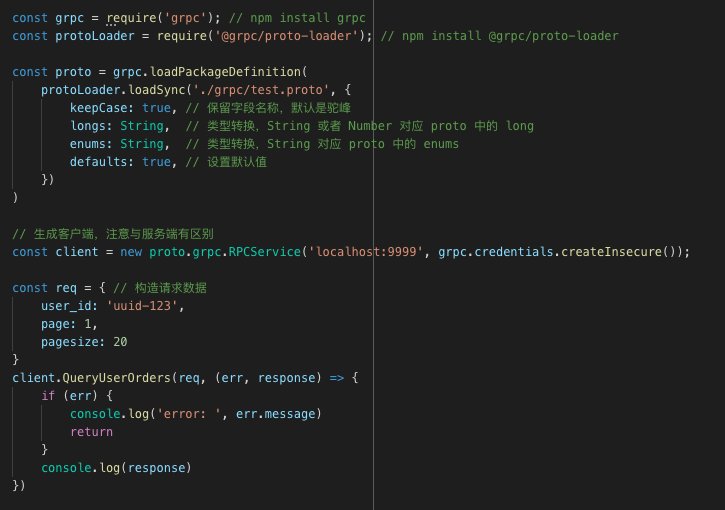 const grpc = require('grpc'); // npm install grpc
const protoLoader = require('@grpc/proto-loader'); // npm install @grpc/proto-loader
const proto = grpc.loadPackageDefinition(
protoLoader.loadSync('./grpc/test.proto', {
keepCase: true, // 保留字段名称，默认是驼峰
longs: String,  // 类型转换，String 或者 Number 对应 proto 中的 long
enums: String,  // 类型转换，String 对应 proto 中的 enums
defaults: true, // 设置默认值
})
)
// 生成客户端，注意与服务端有区别
const client = new proto.grpc.RPCService('localhost:9999', grpc.credentials.createInsecure());
const req = { // 构造请求数据
user_id: 'uuid-123',
page: 1,
pagesize: 20
}
client.QueryUserOrders(req, (err, response) => {
if (err) {
console.log('error: ', err.message)
return
}
console.log(response)
})